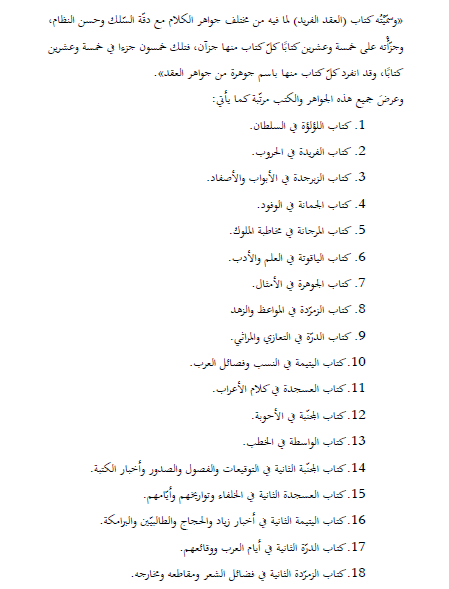 «وسمّيْتُه كتاب (العقد الفريد) لما فيه من مختلف جواهر الكلام مع دقّة السّلك وحسن النظام،
وجزّأْته على خمسة وعشرين كتابًا كلّ كتاب منها جزآن، فتلك خمسون جزءا في خمسة وعشرين
كتابًا، وقد انفرد كلّ كتاب منها باسم جوهرة من جواهر العقد».
وعرضَ جميع هذه الجواهر والكتب مرتّبة كما يأتي:
1. كتاب اللؤلؤة في السلطان.
2. كتاب الفريدة في الحروب.
3. كتاب الزبرجدة في الأبواب والأصفاد.
4. كتاب الجمانة في الوفود.
5. كتاب المرجانة في مخاطبة الملوك.
6. كتاب الياقوتة في العلم والأدب.
7. كتاب الجوهرة في الأمثال.
8. كتاب الزمرّدة في المواعظ والزهد
9. كتاب الدرّة في التعازي والمراثي.
10. كتاب اليتيمة في النسب وفصائل العرب.
11. كتاب العسجدة في كلام الأعراب.
12. كتاب المجنّبة في الأجوبة.
13. كتاب الواسطة في الخطب.
14. كتاب المجنّبة الثانية في التوقيعات والفصول والصدور وأخبار الكتبة.
15. كتاب العسجدة الثانية في الخلفاء وتواريخهم وأيّامهم.
16. كتاب اليتيمة الثانية في أخبار زياد والحجاج والطالبيّين والبرامكة.
17. كتاب الدرّة الثانية في أيام العرب ووقائعهم.
18. كتاب الزمرّدة الثانية في فضائل الشعر ومقاطعه ومخارجه.